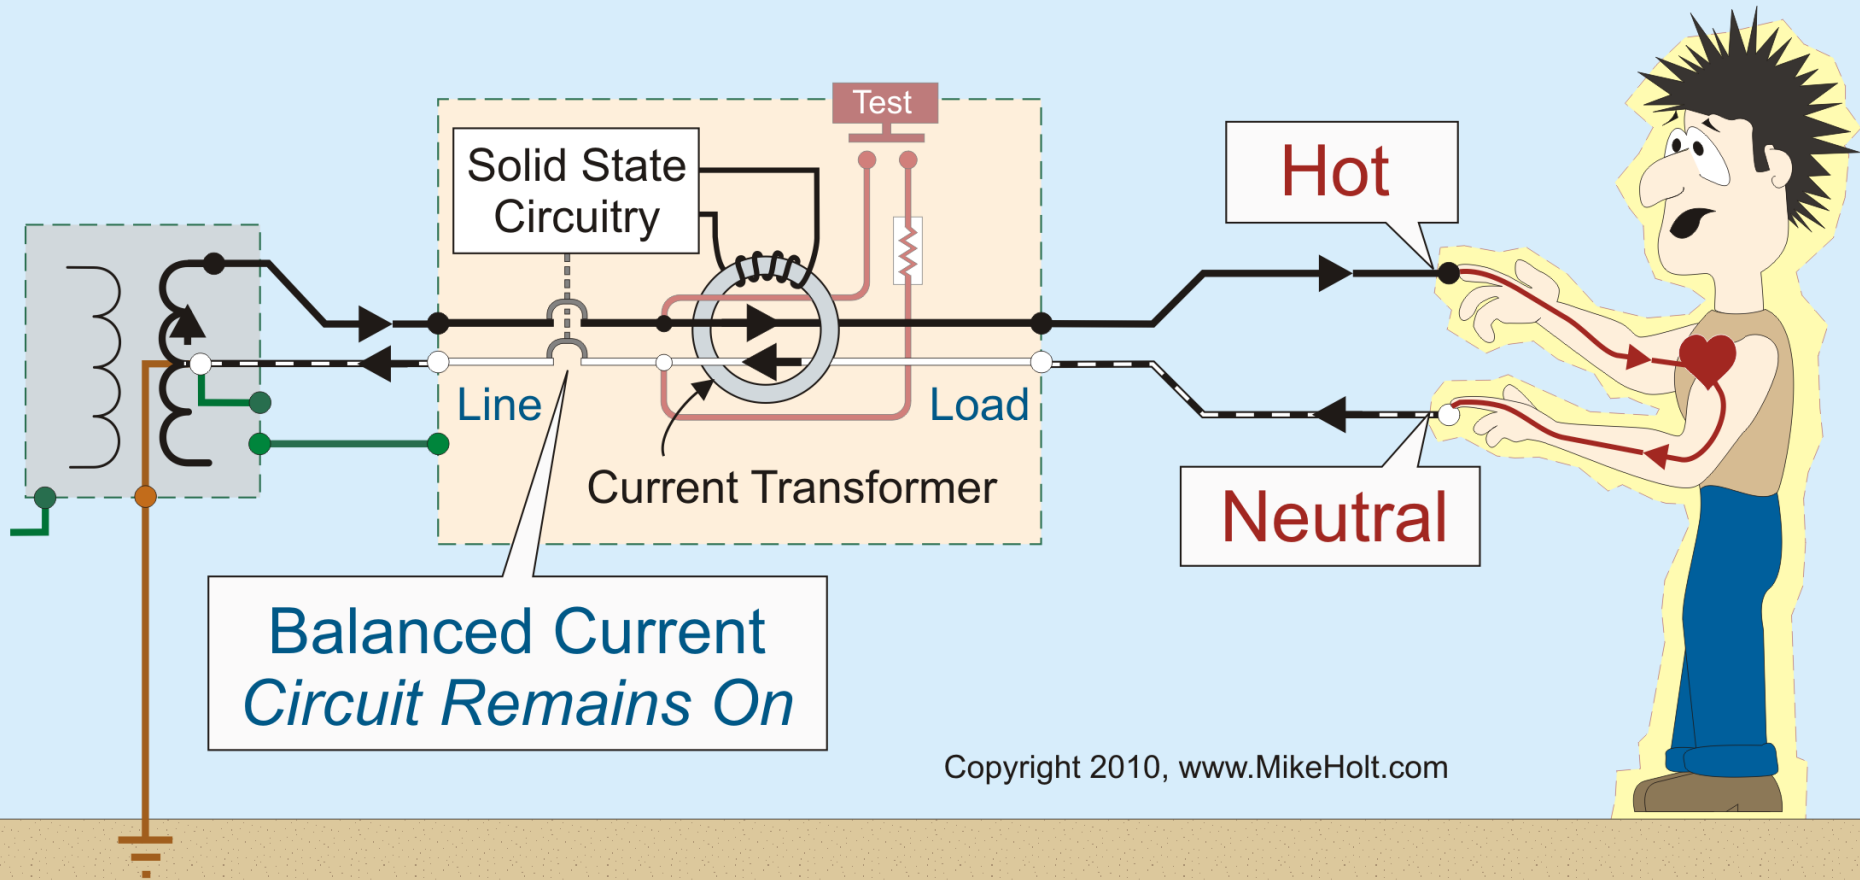 Test
Solid State
Circuitry
Hot
Line
Load
Current Transformer
Neutral
Balanced Current
Circuit Remains On
Copyright 2010, www.MikeHolt.com